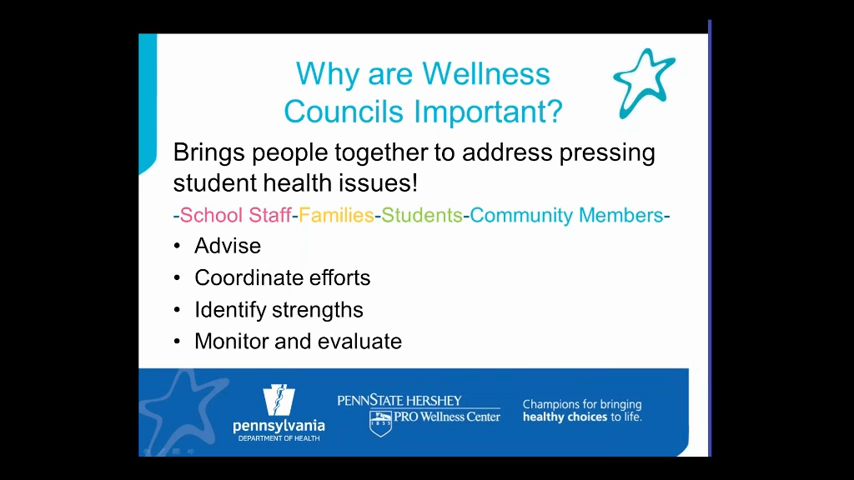 Why are Wellness
Councils Important?
Brings people together to address pressing
student health issues!
-School Staff-Families-Students-Community Members-
• Advise
• Coordinate efforts
• Identify strengths
• Monitor and evaluate
pennsylvania
DEPARTMENT OF HEALTH
PENNSTATE HERSHEY
PRO Wellness Center
1855
Champions for bringing
healthy choices to life.